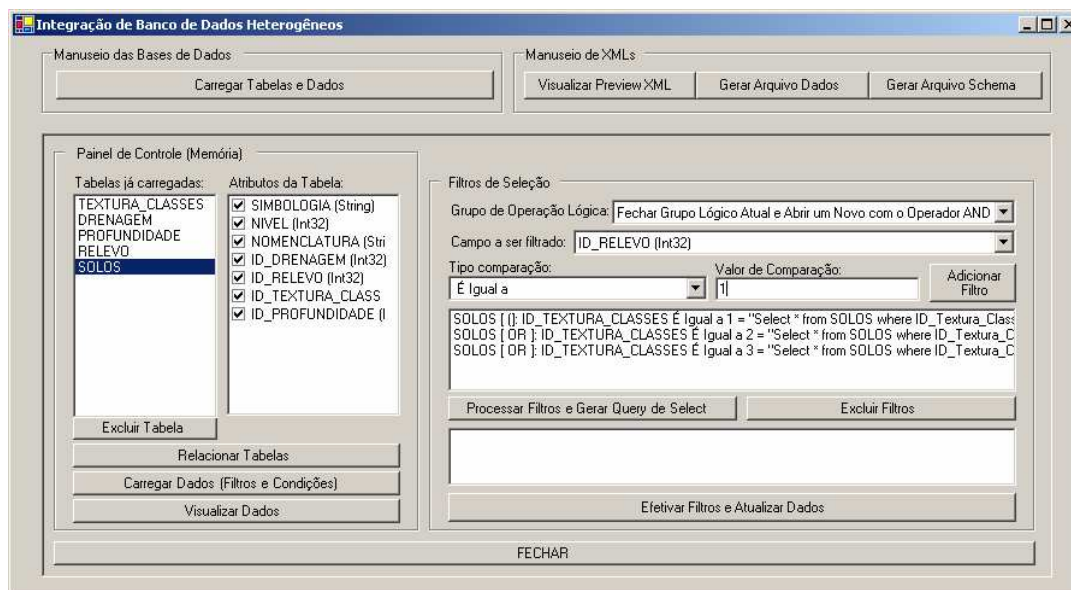 Integração de Banco de Dados Heterogêneos
Manuseio das Bases de Dados
Carregar Tabelas e Dados
Manuseio de XMLs
Visualizar Preview XML
Gerar Arquivo Dados
Gerar Arquivo Schema
Painel de Controle (Memória)
Tabelas já carregadas:
TEXTURA_CLASSES
DRENAGEM
PROFUNDIDADE
RELEVO
SOLOS
Excluir Tabela
Atributos da Tabela:
SIMBOLOGIA (String)
NIVEL (Int32)
NOMENCLATURA (Stri
ID_DRENAGEM (Int32)
ID_RELEVO (Int32)
ID_TEXTURA_CLASS
ID_PROFUNDIDADE (I
Relacionar Tabelas
Carregar Dados (Filtros e Condições)
Visualizar Dados
Filtros de Seleção
Grupo de Operação Lógica: Fechar Grupo Lógico Atual e Abrir um Novo com o Operador AND
Campo a ser filtrado: ID_RELEVO (Int32)
Tipo comparação:
É Igual a
Valor de Comparação:
1
Adicionar
Filtro
SOLOS [ (]: ID_TEXTURA_CLASSES É Igual a 1 = "Select * from SOLOS where ID_Textura_Class
SOLOS [ OR ]: ID_TEXTURA_CLASSES É Igual a 2 = "Select * from SOLOS where ID_Textura_C
SOLOS [ OR ]: ID_TEXTURA_CLASSES É Igual a 3 = "Select * from SOLOS where ID_Textura_C
Processar Filtros e Gerar Query de Select
Excluir Filtros
Efetivar Filtros e Atualizar Dados
FECHAR